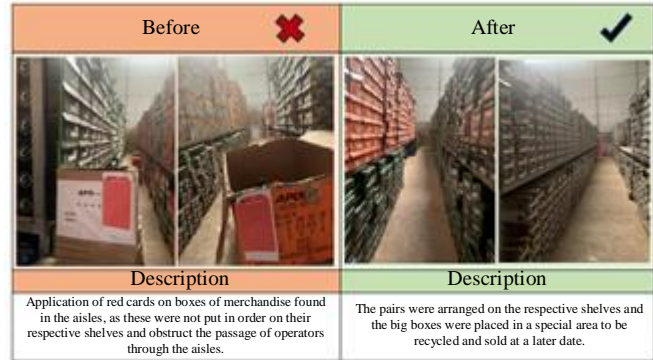 Before
After
Description
Description
Application of red cards on boxes of merchandise found
in the aisles, as these were not put in order on their
respective shelves and obstruct the passage of operators
through the aisles.
The pairs were arranged on the respective shelves and
the big boxes were placed in a special area to be
recycled and sold at a later date.